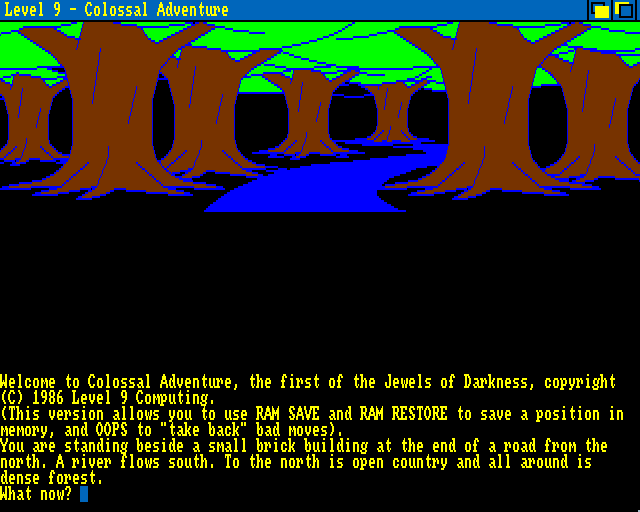 Level 9 - Colossal Adventure
Welcome to Colossal Adventure, the first of the Jewels of Darkness, copyright
(C) 1986 Level 9 Computing.
(This version allows you to use RAM SAVE and RAM RESTORE to save a position in
memory, and OOPS to "take back" bad moves).
You are standing beside a small brick building at the end of a road from the
north. A river flows south. To the north is open country and all around is
dense forest.
What now?